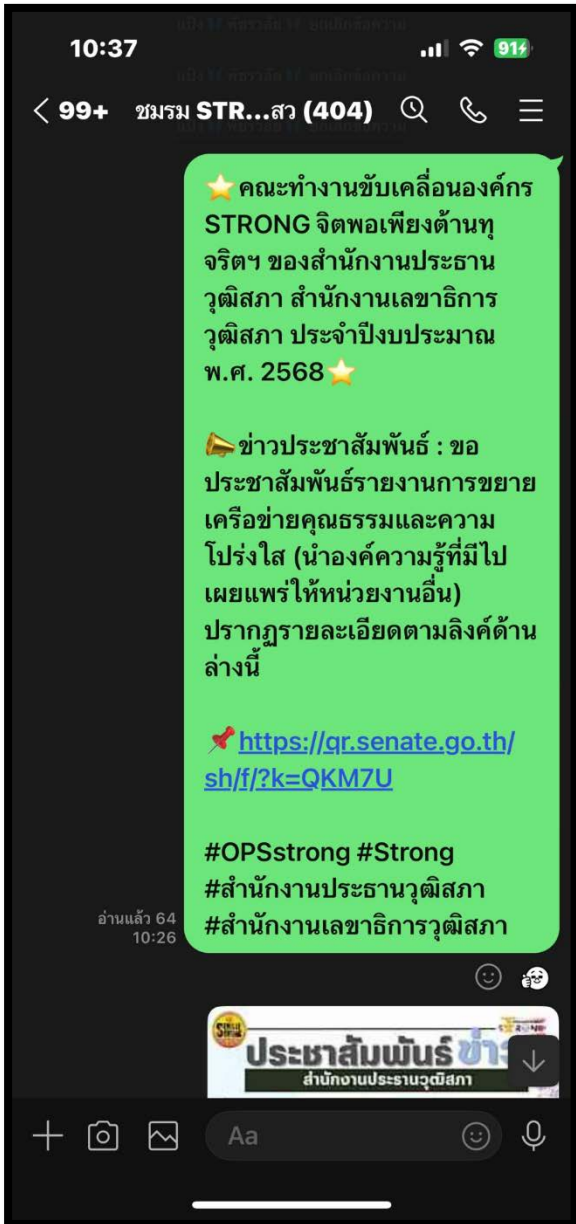 10:37
91
99+ ชมรม STR...สว (404)
⭐คณะทำงานขับเคลื่อนองค์กร
STRONG จิตพอเพียงต้านทุ
จริตฯ ของสำนักงานประธาน
วุฒิสภา สำนักงานเลขาธิการ
วุฒิสภา ประจำปีงบประมาณ
พ.ศ. 2568⭐
📣ข่าวประชาสัมพันธ์ : ขอ
ประชาสัมพันธ์รายงานการขยาย
เครือข่ายคุณธรรมและความ
โปร่งใส (นำองค์ความรู้ที่มีไป
เผยแพร่ให้หน่วยงานอื่น)
ปรากฏรายละเอียดตามลิงค์ด้าน
ล่างนี้
📌https://qr.senate.go.th/
sh/f/?k=QKM7U
#OPSstrong #Strong
#สำนักงานประธานวุฒิสภา
#สำนักงานเลขาธิการวุฒิสภา
อ่านแล้ว 64
10:26
ประชาสัมพันธ์
สำนักงานประธานวุฒิสภา
Aa